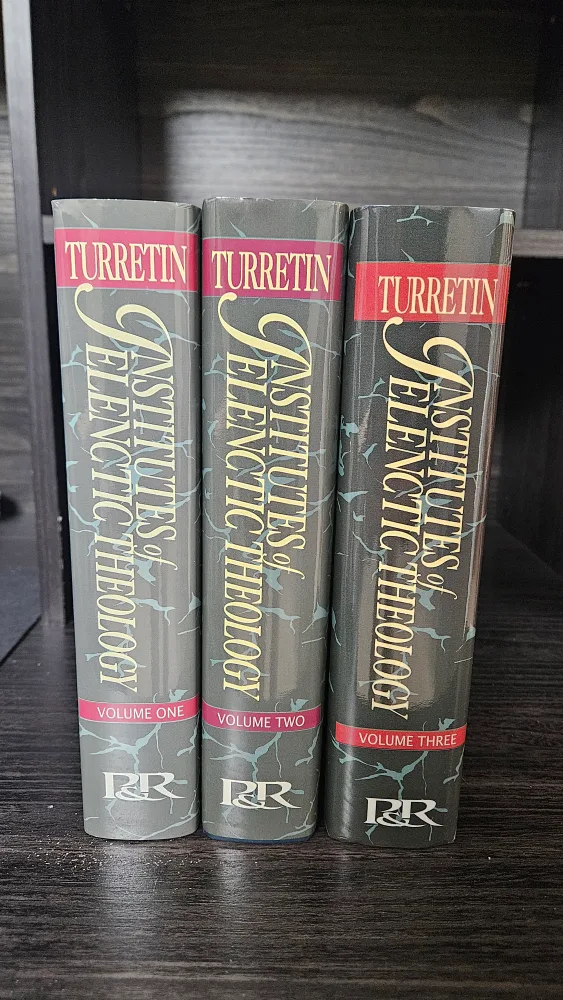 TURRETIN
INSTITUTES of
ELENCTIC THEOLOGY
VOLUME ONE
P&R
TURRETIN
INSTITUTES of
ELENCTIC THEOLOGY
VOLUME TWO
P&R
TURRETIN
INSTITUTES of
ELENCTIC THEOLOGY
VOLUME THREE
P&R